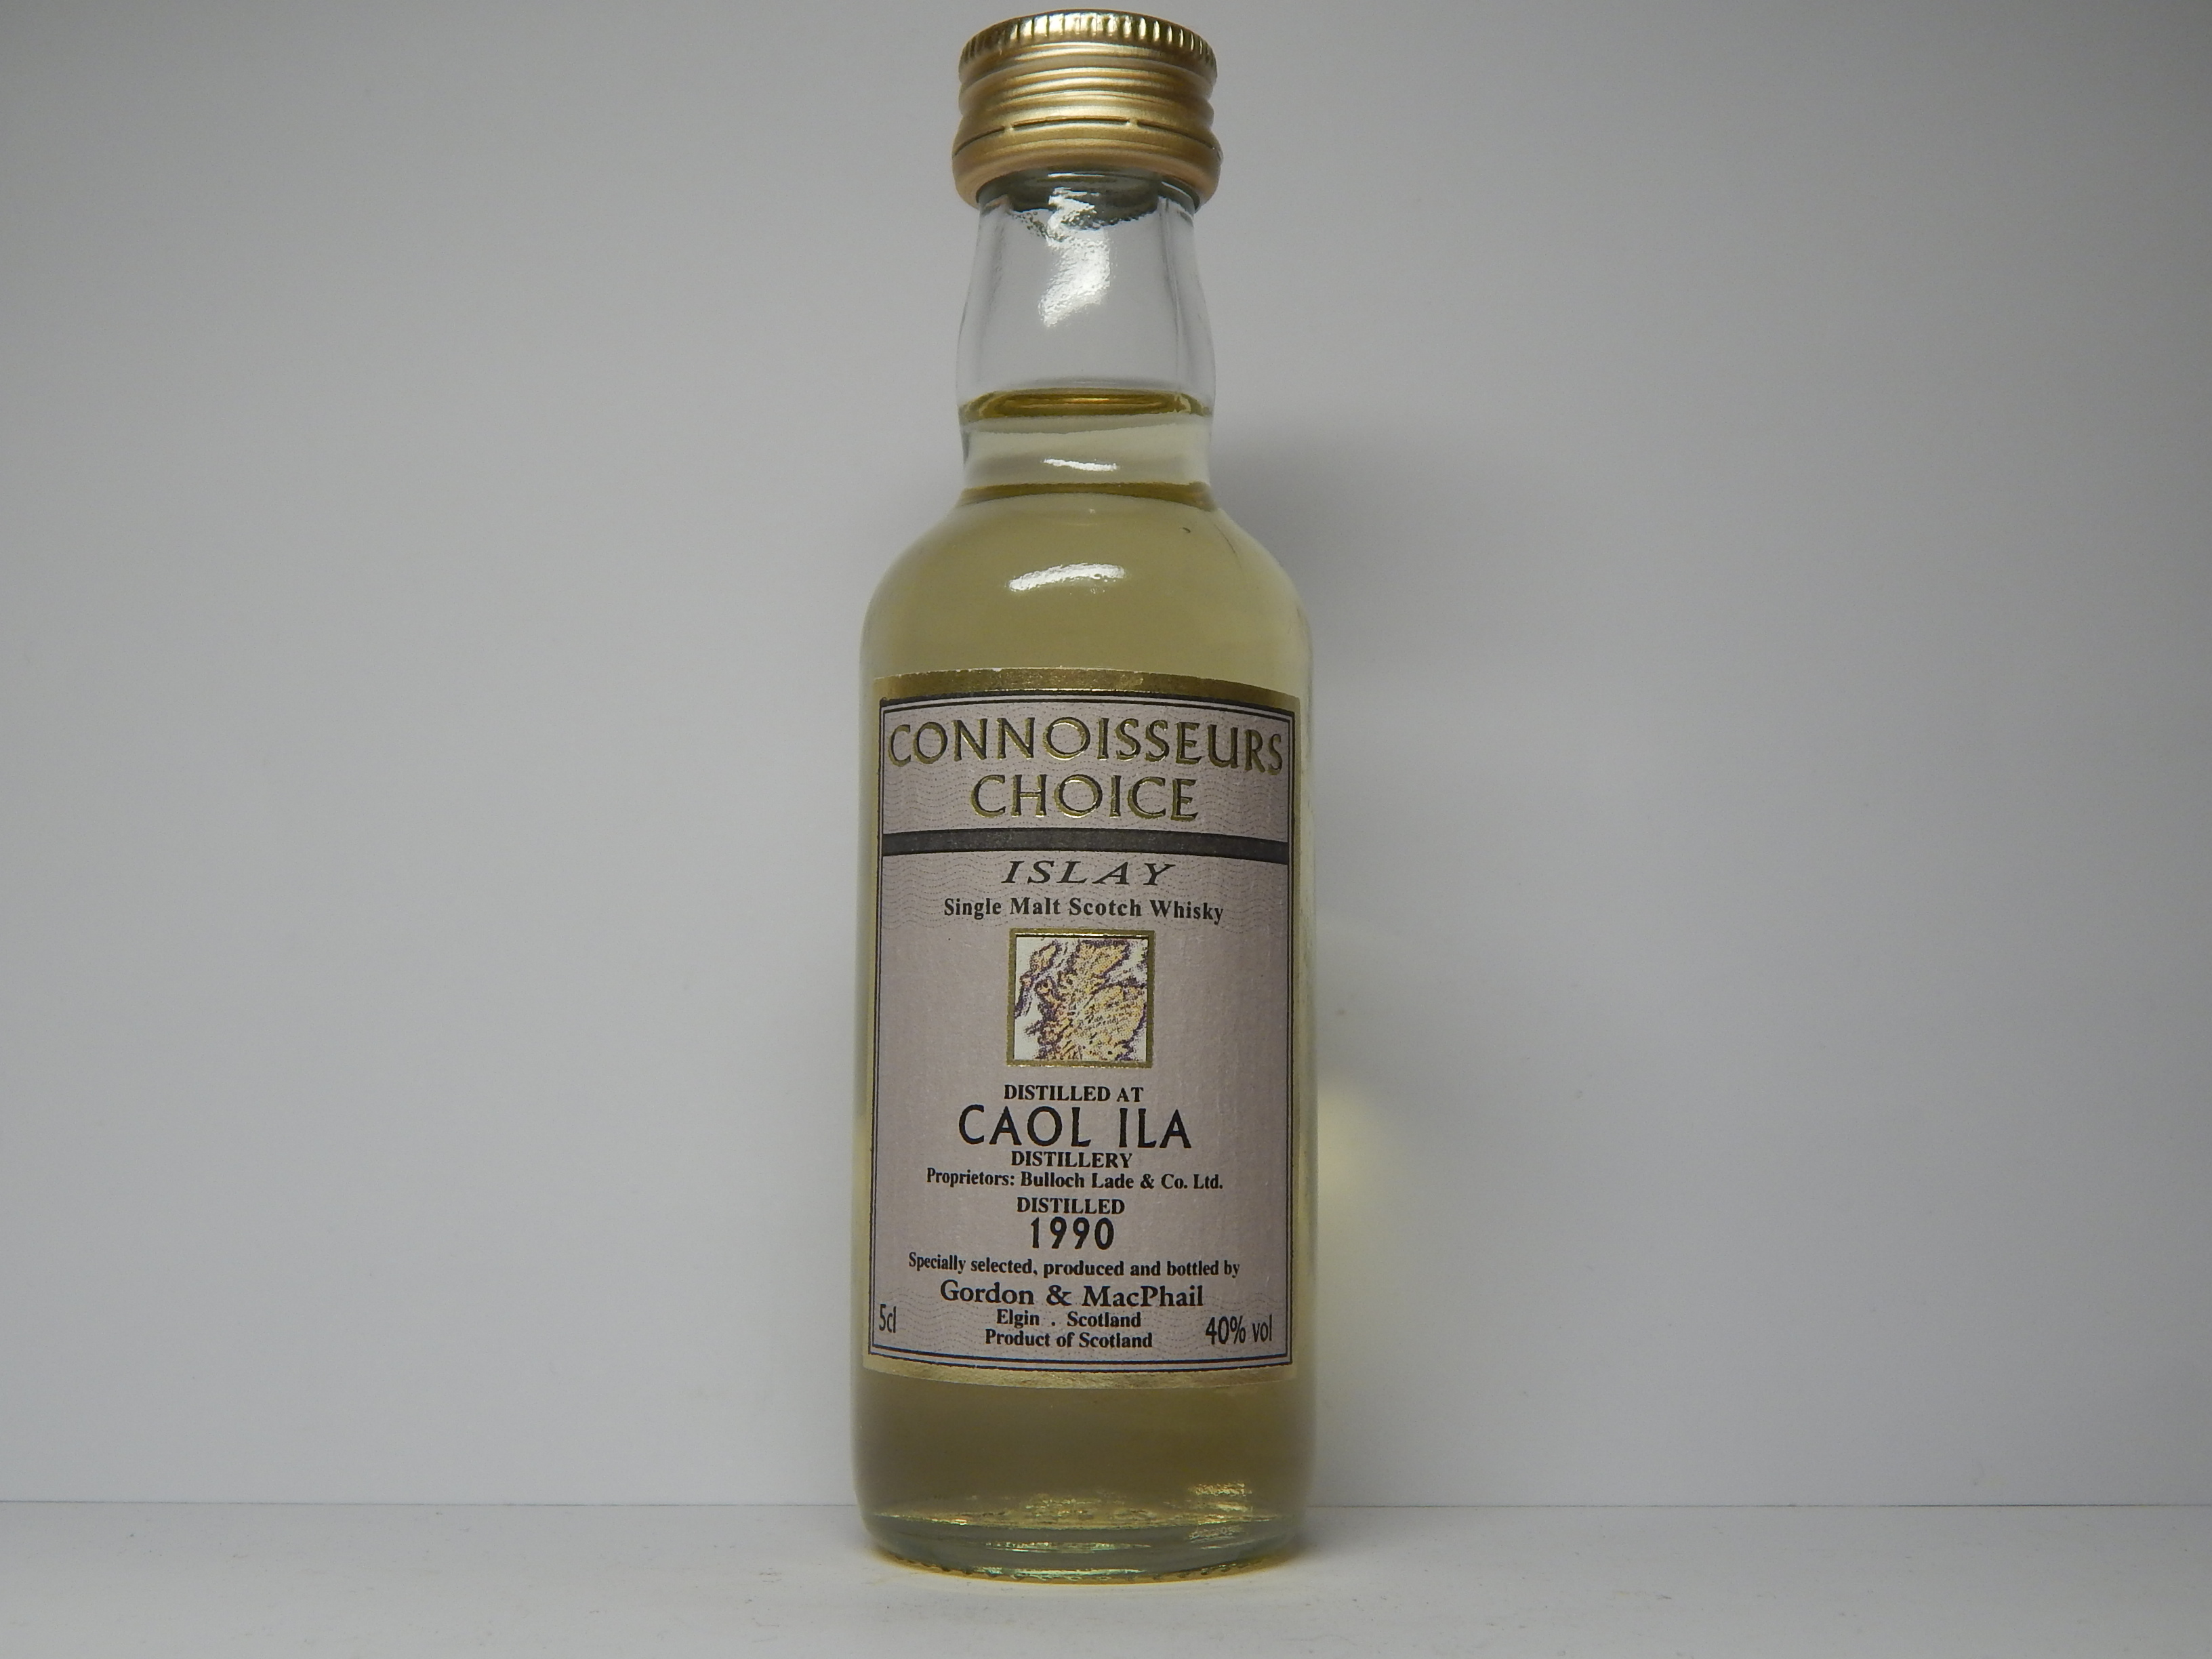 CONNOISSEURS
CHOICE
ISLAY
Single Malt Scotch Whisky
DISTILLED AT
CAOL ILA
DISTILLERY
Proprietors: Bulloch Lade & Co. Ltd.
DISTILLED
1990
Specially selected, produced and bottled by
Gordon & MacPhail
Elgin . Scotland
Product of Scotland
5cl
40% vol